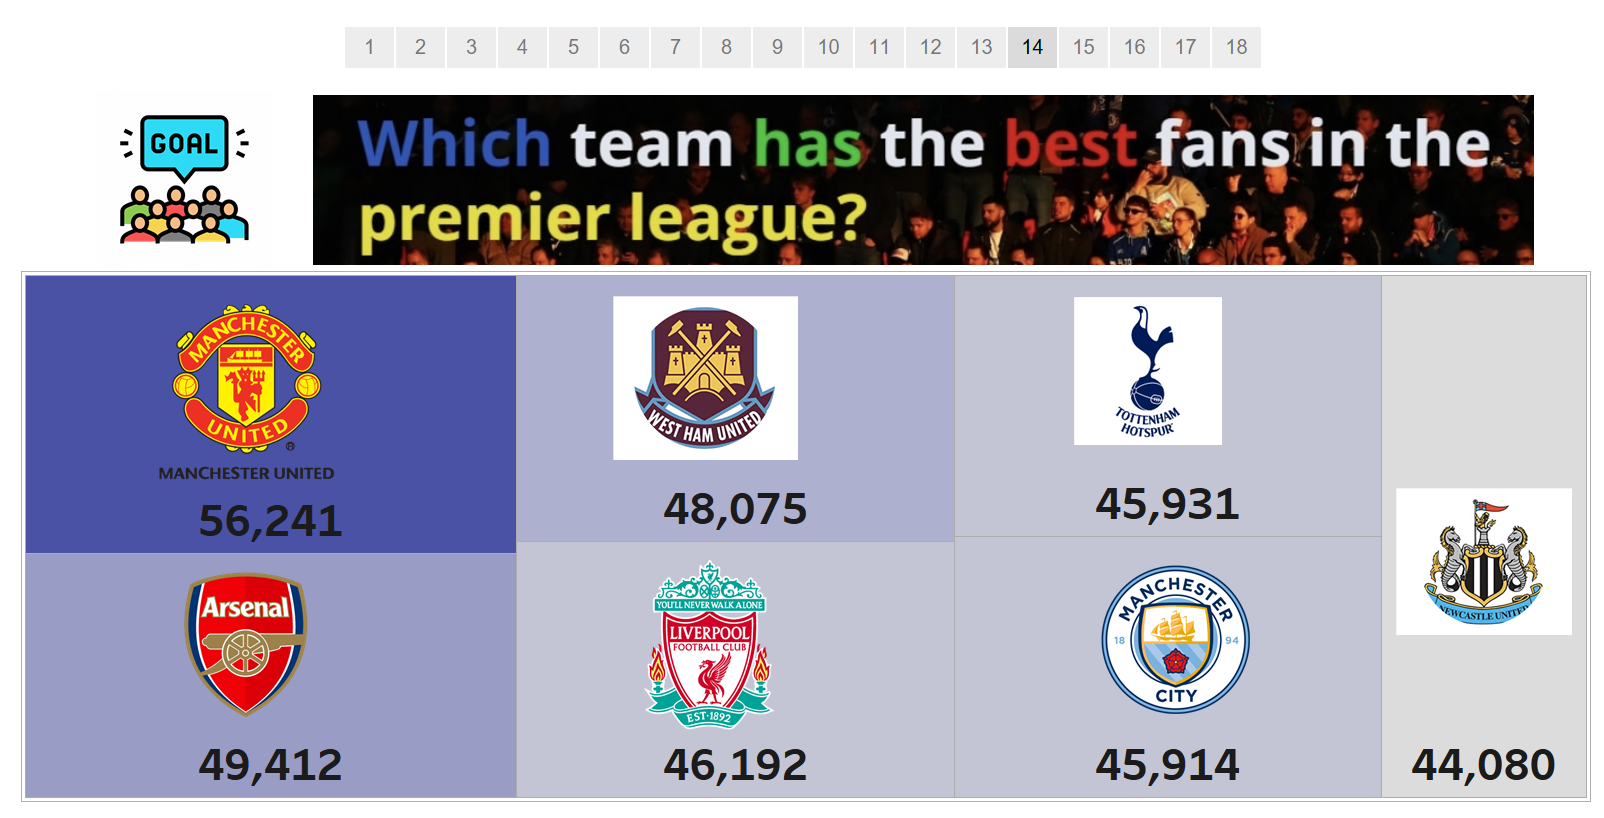 1 2 3 4 5 6 7 8 9 10 11 12 13 14 15 16 17 18
GOAL
Which team has the best fans in the
premier league?
MANCHESTER
UNITED
®
MANCHESTER UNITED
56,241
WEST HAM UNITED
48,075
TOTTENHAM
HOTSPUR
45,931
Arsenal
49,412
YOU'LL NEVER WALK ALONE
LIVERPOOL
FOOTBALL CLUB
EST·1892
46,192
MANCHESTER
18 94
CITY
45,914
NEWCASTLE UNITED
44,080